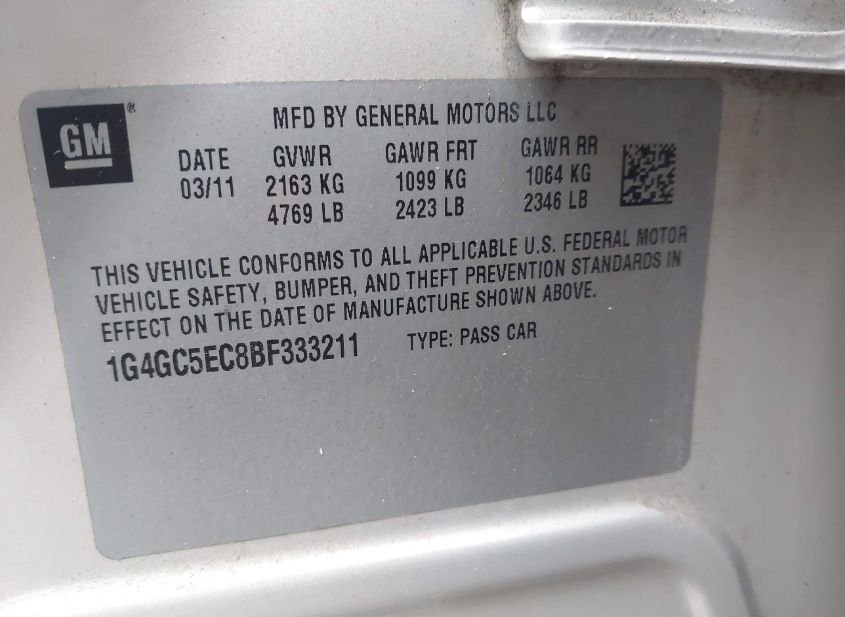 GM ® MFD BY GENERAL MOTORS LLC
DATE GVWR GAWR FRT GAWR RR
03/11 2163 KG 1099 KG 1064 KG
4769 LB 2423 LB 2346 LB
THIS VEHICLE CONFORMS TO ALL APPLICABLE U.S. FEDERAL MOTOR
VEHICLE SAFETY, BUMPER, AND THEFT PREVENTION STANDARDS IN
EFFECT ON THE DATE OF MANUFACTURE SHOWN ABOVE.
1G4GC5EC8BF333211 TYPE: PASS CAR